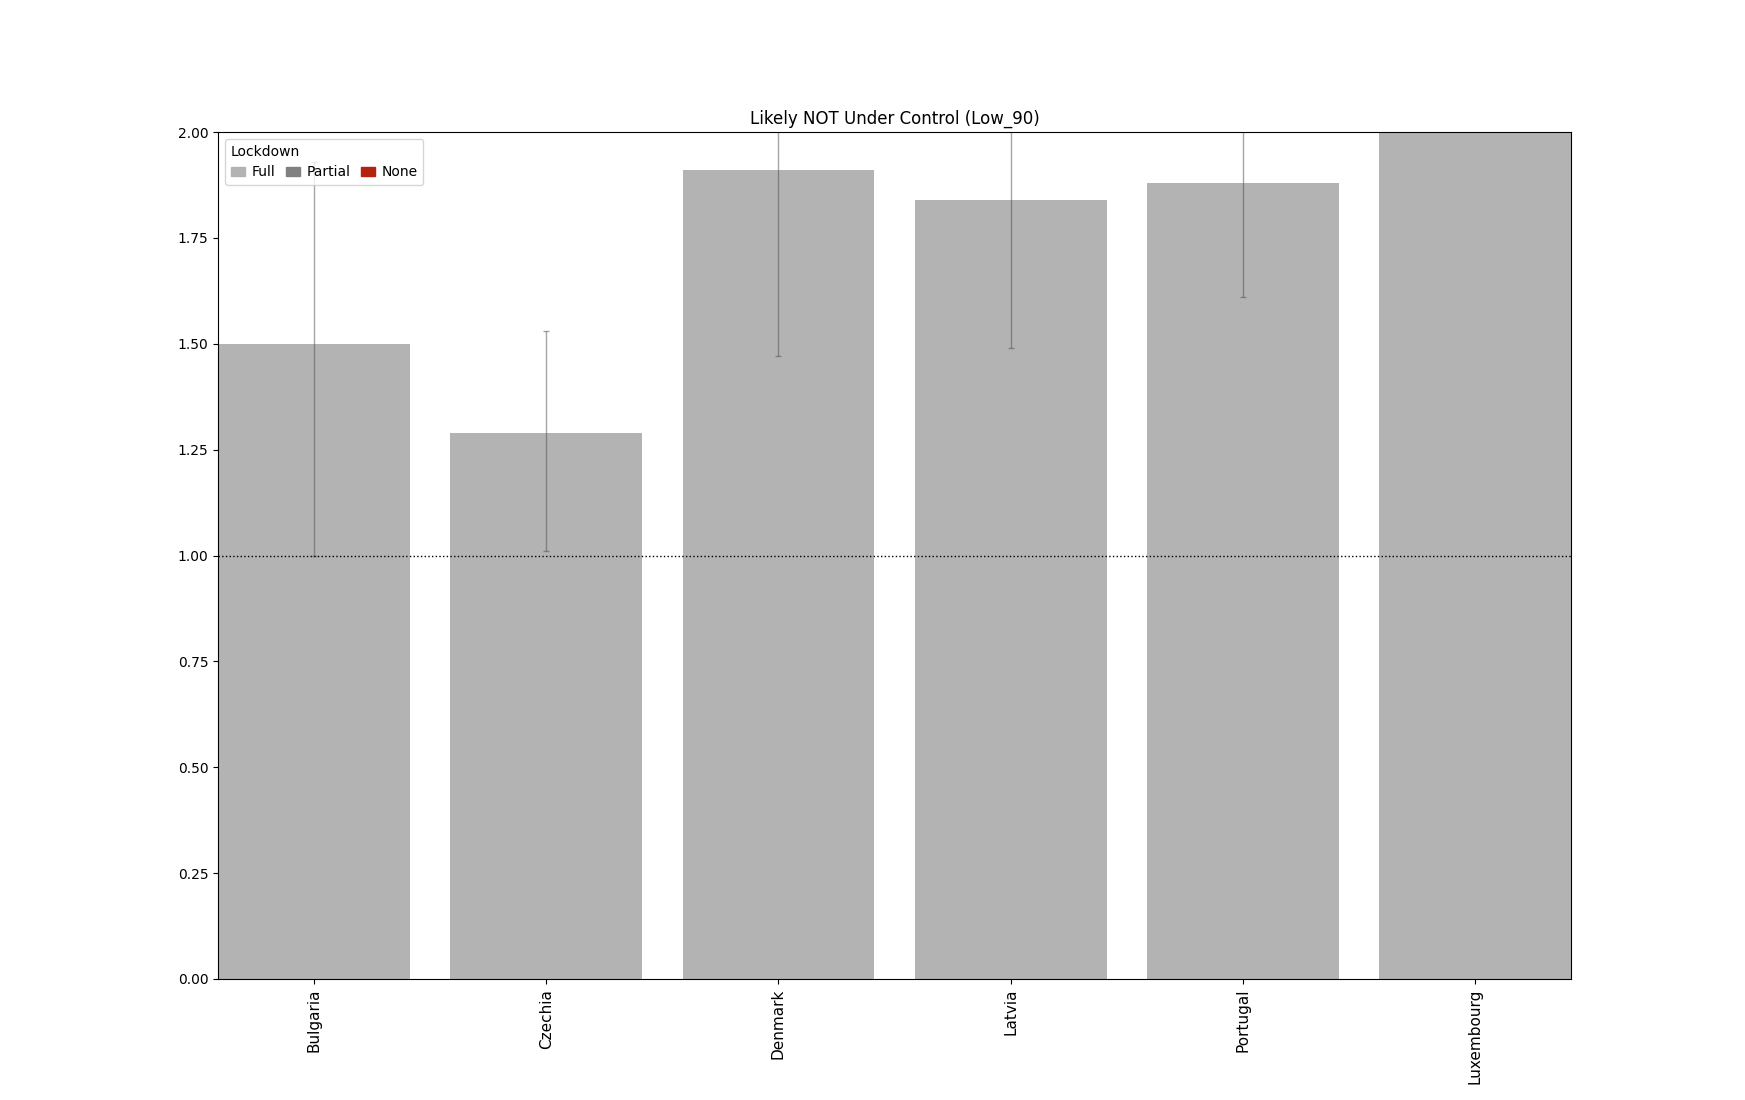 Likely NOT Under Control (Low_90)
Lockdown
Full Partial None
2.00
1.75
1.50
1.25
1.00
0.75
0.50
0.25
0.00
Bulgaria
Czechia
Denmark
Latvia
Portugal
Luxembourg